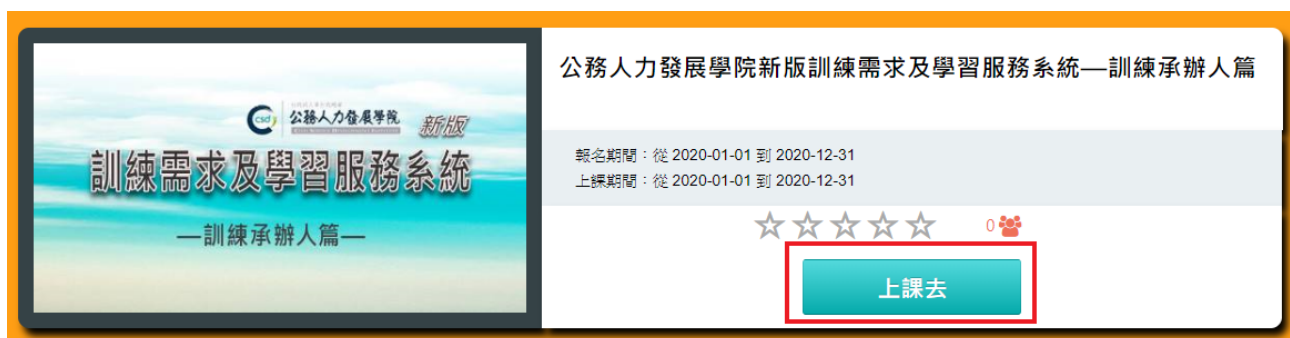 公務人力發展學院
新版
訓練需求及學習服務系統
—訓練承辦人篇—
公務人力發展學院新版訓練需求及學習服務系統—訓練承辦人篇
報名期間：從 2020-01-01 到 2020-12-31
上課期間：從 2020-01-01 到 2020-12-31
0
上課去